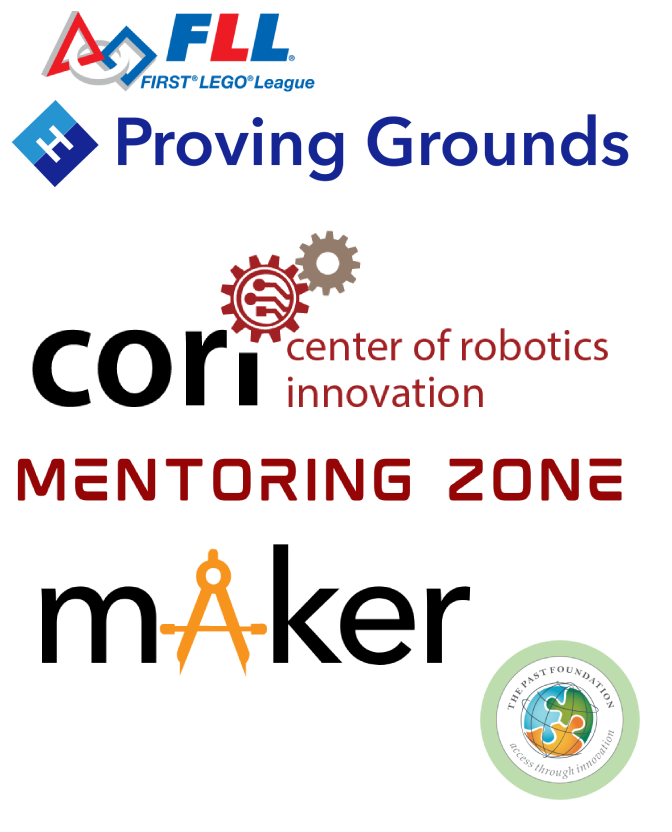 FLL®
FIRST® LEGO® League
H Proving Grounds
cori center of robotics
innovation
MENTORING ZONE
mAker
THE PAST FOUNDATION
access through innovation